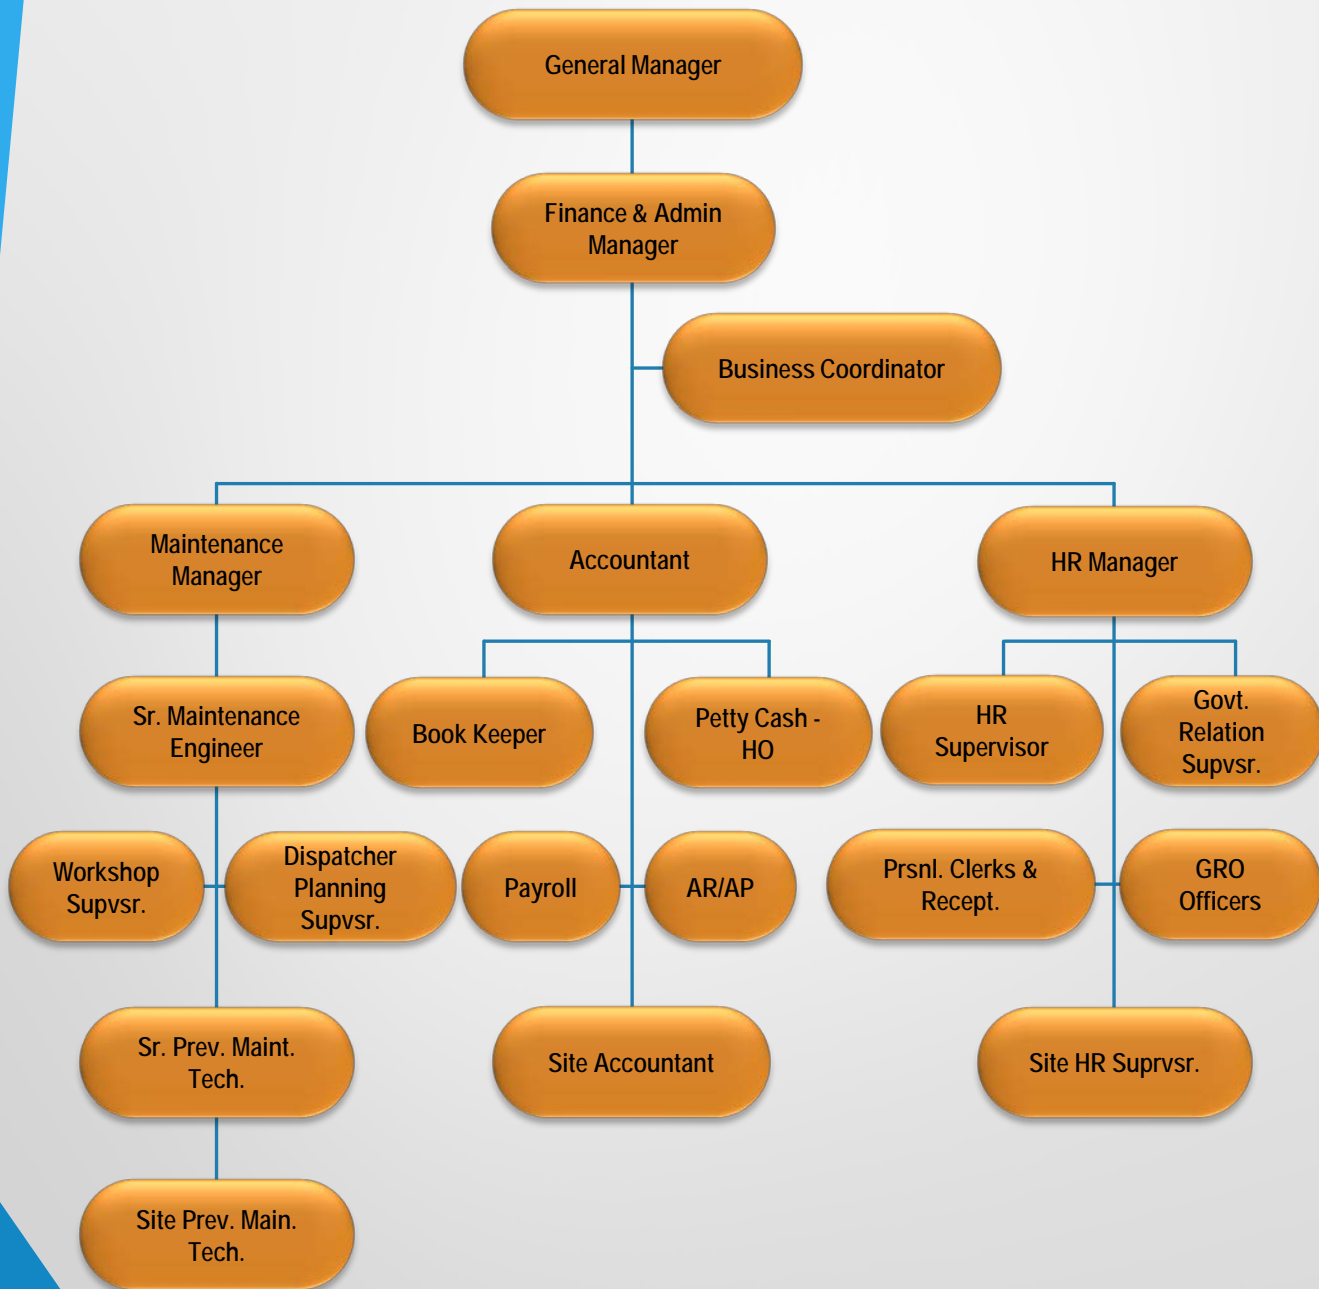 General Manager
Finance & Admin
Manager
Business Coordinator
Maintenance
Manager
Accountant
HR Manager
Sr. Maintenance
Engineer
Book Keeper
Petty Cash -
HO
HR
Supervisor
Govt.
Relation
Supvsr.
Workshop
Supvsr.
Dispatcher
Planning
Supvsr.
Payroll
AR/AP
Prsnl. Clerks &
Recept.
GRO
Officers
Sr. Prev. Maint.
Tech.
Site Accountant
Site HR Suprvsr.
Site Prev. Main.
Tech.